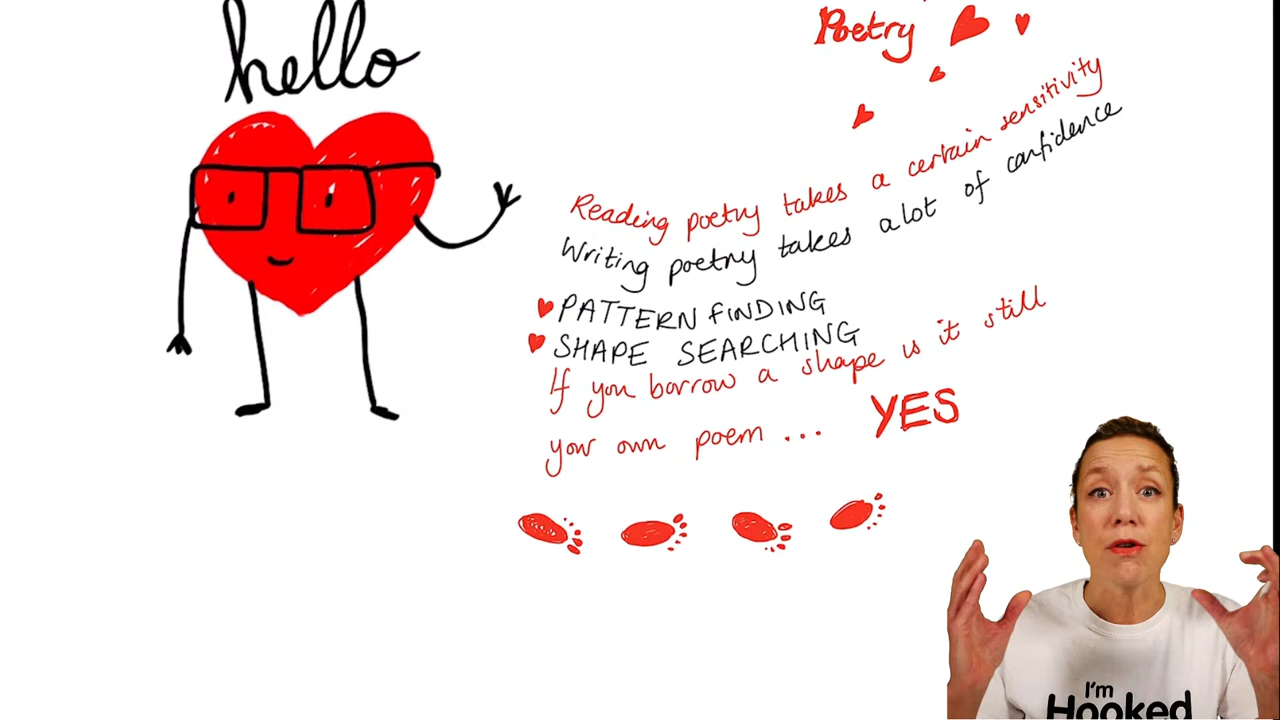 hello
Poetry
Reading poetry takes a certain sensitivity
Writing poetry takes alot of confidence
PATTERN FINDING
SHAPE SEARCHING
If you borrow a shape is it still
your own poem ... YES
I'm
Hooked